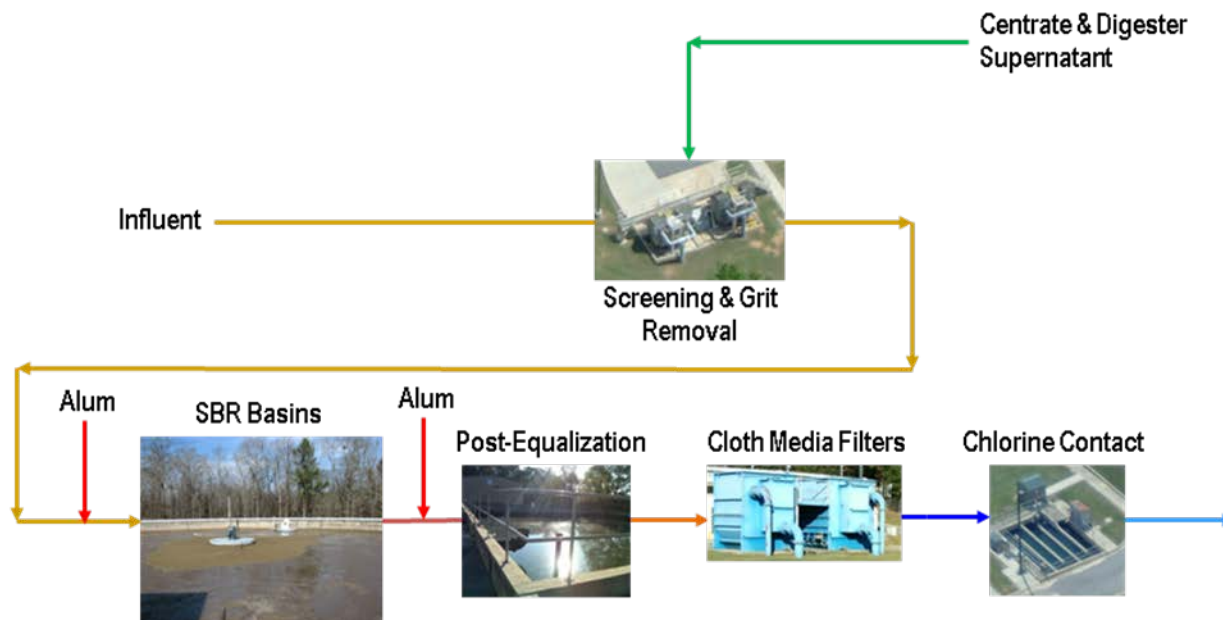 Centrate & Digester
Supernatant
Influent
Screening & Grit
Removal
Alum
SBR Basins
Alum
Post-Equalization
Cloth Media Filters
Chlorine Contact